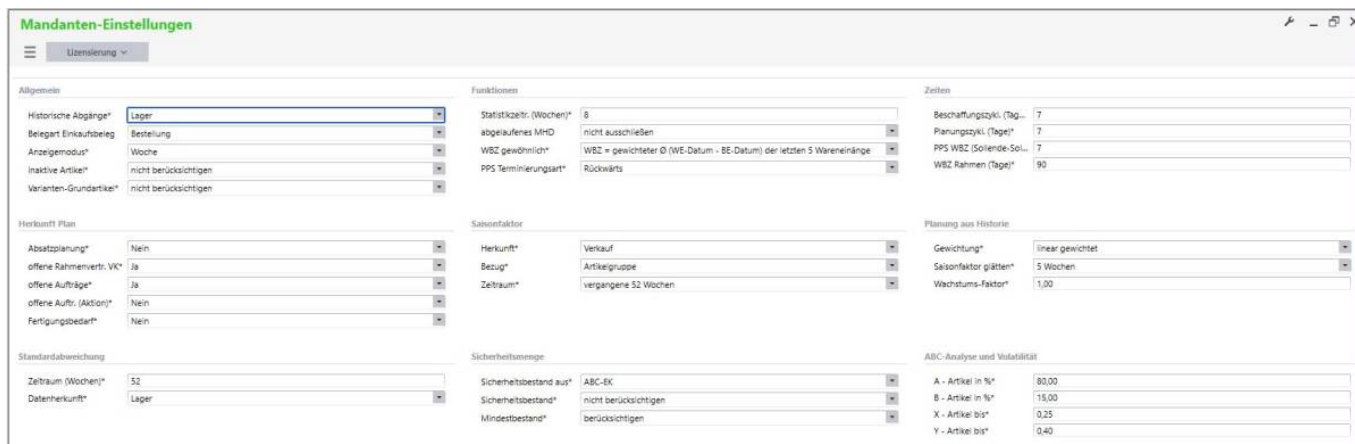 Mandanten-Einstellungen
Lizensierung
Allgemein
Historische Abgänge* Lager
Belegart Einkaufsbeleg Bestellung
Anzeigemodus* Woche
Inaktive Artikel* nicht berücksichtigen
Varianten-Grundartikel* nicht berücksichtigen
Funktionen
Statistikzeitr. (Wochen)* 8
abgelaufenes MHD nicht ausschließen
WBZ gewöhnlich* WBZ = gewichteter Ø (WE-Datum - BE-Datum) der letzten 5 Wareneinänge
PPS Terminierungsart* Rückwärts
Zeiten
Beschaffungszykl. (Tag... 7
Planungszykl. (Tage)* 7
PPS WBZ (Sollende-Sol... 7
WBZ Rahmen (Tage)* 90
Herkunft Plan
Absatzplanung* Nein
offene Rahmenvertr. VK* Ja
offene Aufträge* Ja
offene Auftr. (Aktion)* Nein
Fertigungsbedarf* Nein
Saisonfaktor
Herkunft* Verkauf
Bezug* Artikelgruppe
Zeitraum* vergangene 52 Wochen
Planung aus Historie
Gewichtung* linear gewichtet
Saisonfaktor glätten* 5 Wochen
Wachstums-Faktor* 1,00
Standardabweichung
Zeitraum (Wochen)* 52
Datenherkunft* Lager
Sicherheitsmenge
Sicherheitsbestand aus* ABC-EK
Sicherheitsbestand* nicht berücksichtigen
Mindestbestand* berücksichtigen
ABC-Analyse und Volatilität
A - Artikel in %* 80,00
B - Artikel in %* 15,00
X - Artikel bis* 0,25
Y - Artikel bis* 0,40